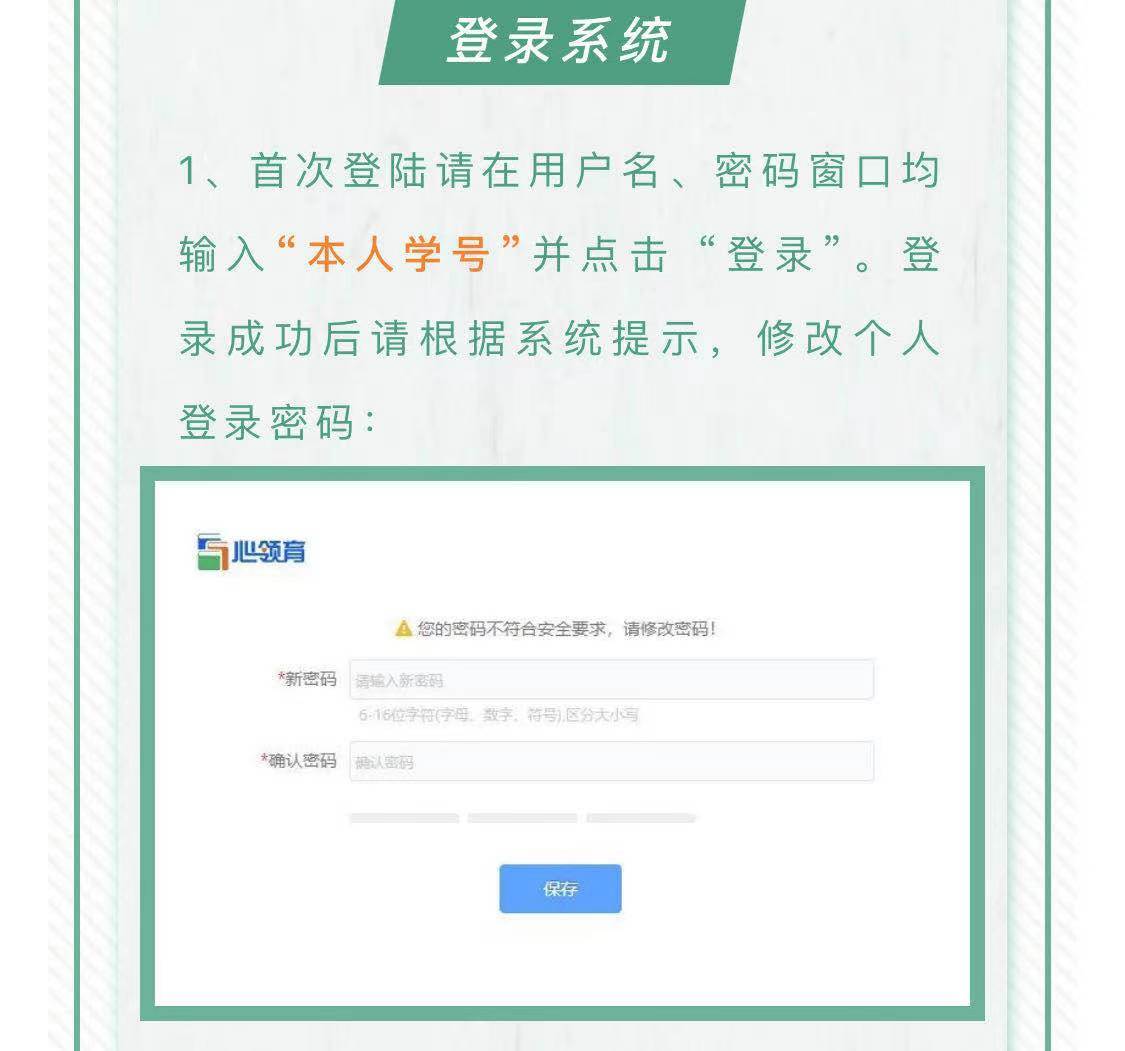 登录系统
1、首次登陆请在用户名、密码窗口均
输入“本人学号”并点击“登录”。登
录成功后请根据系统提示，修改个人
登录密码：
心领育
您的密码不符合安全要求，请修改密码！
*新密码 请输入新密码
6-16位字符(字母、数字、符号),区分大小写
*确认密码 确认密码
保存